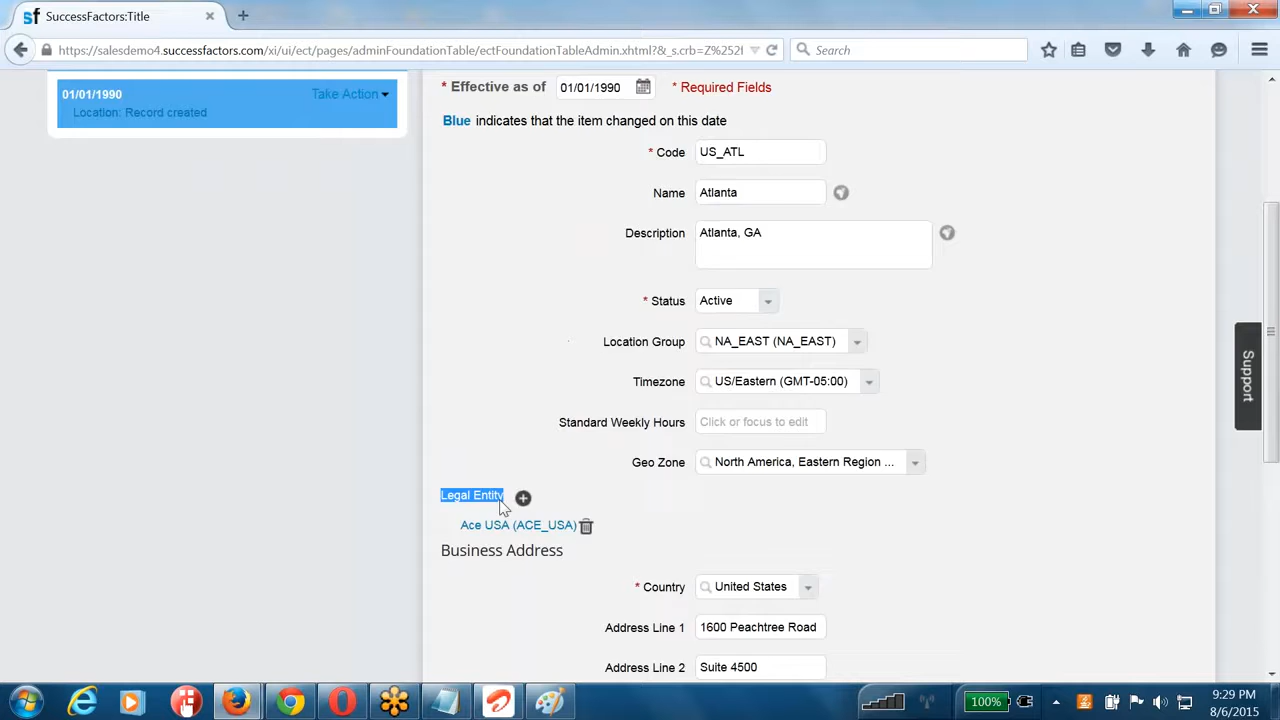 SuccessFactors:Title
https://salesdemo4.successfactors.com/xi/ui/ect/pages/adminFoundationTable/ectFoundationTableAdmin.xhtml?&_s.crb=Z%252I
Search
01/01/1990 Take Action
Location: Record created
* Effective as of 01/01/1990 * Required Fields
Blue indicates that the item changed on this date
* Code US_ATL
Name Atlanta
Description Atlanta, GA
* Status Active
Location Group NA_EAST (NA_EAST)
Timezone US/Eastern (GMT-05:00)
Standard Weekly Hours Click or focus to edit
Geo Zone North America, Eastern Region ...
Legal Entity
Ace USA (ACE_USA)
Business Address
* Country United States
Address Line 1 1600 Peachtree Road
Address Line 2 Suite 4500
Support
100%
9:29 PM
8/6/2015